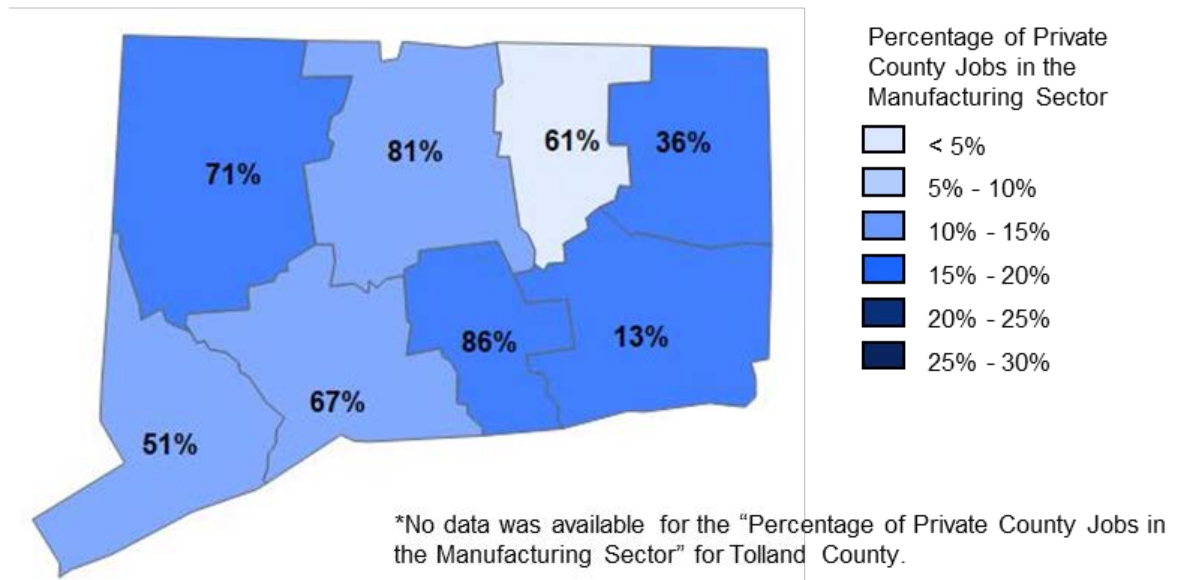 Percentage of Private
County Jobs in the
Manufacturing Sector
< 5%
5% - 10%
10% - 15%
15% - 20%
20% - 25%
25% - 30%
71%
81%
61%
36%
86%
13%
67%
51%
*No data was available for the “Percentage of Private County Jobs in
the Manufacturing Sector” for Tolland County.